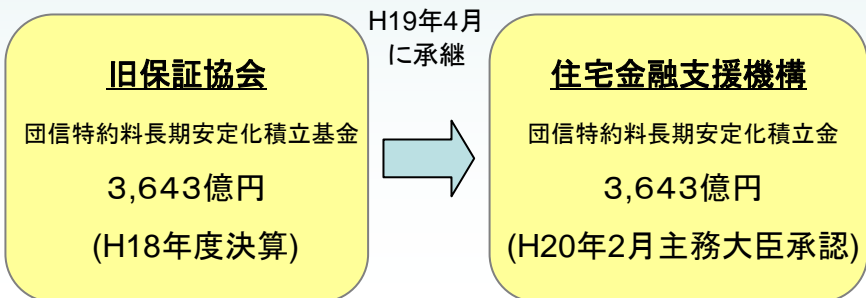 H19年4月
に承継
旧保証協会
団信特約料長期安定化積立基金
3,643億円
(H18年度決算)
住宅金融支援機構
団信特約料長期安定化積立金
3,643億円
(H20年2月主務大臣承認)